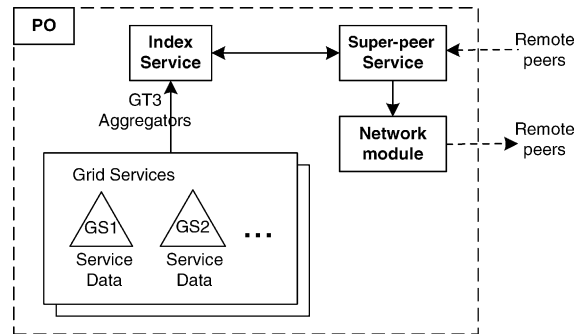 PO
Index
Service
Super-peer
Service
Remote
peers
GT3
Aggregators
Network
module
Remote
peers
Grid Services
GS1
GS2
...
Service
Data
Service
Data